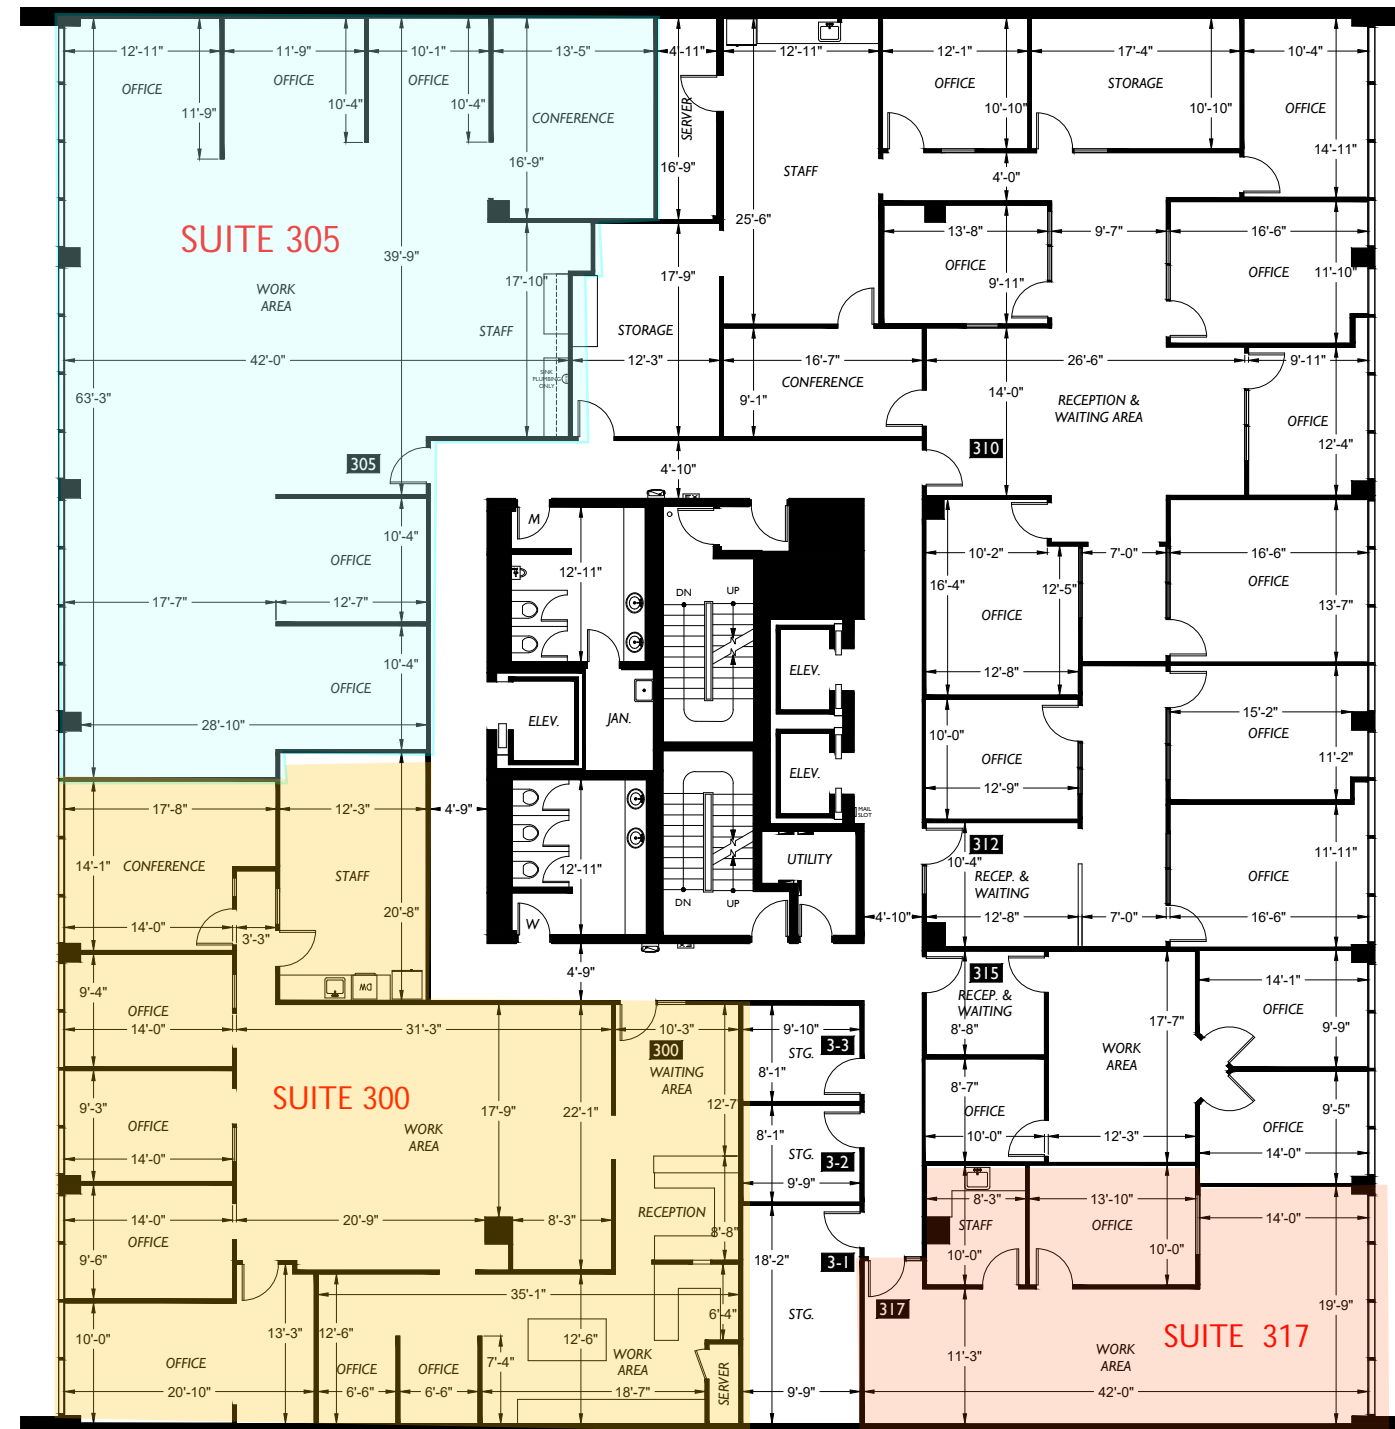 12'-11"
11'-9"
10'-1"
13'-5"
4'-11"
12'-11"
12'-1"
17'-4"
10'-4"
OFFICE
OFFICE
OFFICE
CONFERENCE
SERVER
OFFICE
STORAGE
OFFICE
11'-9"
10'-4"
10'-4"
10'-10"
10'-10"
14'-11"
16'-9"
16'-9"
STAFF
4'-0"
25'-6"
SUITE 305
39'-9"
13'-8"
9'-7"
16'-6"
OFFICE
9'-11"
OFFICE
11'-10"
WORK
AREA
17'-10"
17'-9"
STAFF
STORAGE
42'-0"
12'-3"
16'-7"
26'-6"
9'-11"
CONFERENCE
SINK
PLUMBING
ONLY
63'-3"
9'-1"
14'-0"
RECEPTION &
WAITING AREA
OFFICE
12'-4"
305
310
4'-10"
M
10'-4"
OFFICE
12'-11"
10'-2"
7'-0"
16'-6"
16'-4"
12'-5"
OFFICE
OFFICE
13'-7"
17'-7"
12'-7"
DN
UP
10'-4"
OFFICE
ELEV.
12'-8"
28'-10"
ELEV.
JAN.
15'-2"
OFFICE
11'-2"
10'-0"
OFFICE
ELEV.
12'-9"
17'-8"
12'-3"
4'-9"
MAIL
SLOT
14'-1"
CONFERENCE
STAFF
12'-11"
UTILITY
312
10'-4"
RECEP. &
WAITING
OFFICE
11'-11"
DN
UP
20'-8"
14'-0"
3'-3"
W
4'-10"
12'-8"
7'-0"
16'-6"
4'-9"
DW
9'-4"
OFFICE
14'-0"
31'-3"
10'-3"
9'-10"
315
RECEP. &
WAITING
8'-8"
14'-1"
OFFICE
9'-9"
17'-7"
300
WAITING
AREA
STG.
3-3
8'-1"
WORK
AREA
SUITE 300
9'-3"
OFFICE
14'-0"
17'-9"
22'-1"
12'-7"
WORK
AREA
8'-7"
OFFICE
10'-0"
12'-3"
9'-5"
OFFICE
14'-0"
8'-1"
STG.
3-2
9'-9"
14'-0"
OFFICE
9'-6"
20'-9"
8'-3"
RECEPTION
8'-8"
8'-3"
STAFF
10'-0"
13'-10"
OFFICE
10'-0"
14'-0"
18'-2"
3-1
35'-1"
6'-4"
317
19'-9"
10'-0"
OFFICE
20'-10"
13'-3"
12'-6"
12'-6"
STG.
SUITE 317
OFFICE
6'-6"
OFFICE
6'-6"
7'-4"
WORK
AREA
18'-7"
SERVER
9'-9"
11'-3"
WORK
AREA
42'-0"